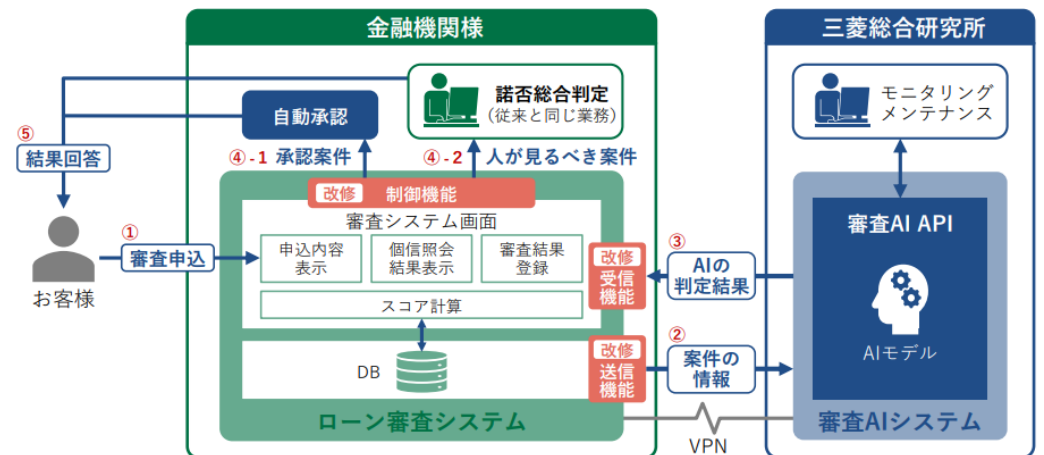 金融機関様
三菱総合研究所
諾否総合判定
（従来と同じ業務）
モニタリング
メンテナンス
自動承認
⑤
結果回答
④-1 承認案件
④-2 人が見るべき案件
改修 制御機能
審査システム画面
審査AI API
①
審査申込
お客様
申込内容
表示
個信照会
結果表示
審査結果
登録
改修
受信
機能
③
AIの
判定結果
スコア計算
AIモデル
DB
改修
送信
機能
②
案件の
情報
ローン審査システム
審査AIシステム
VPN